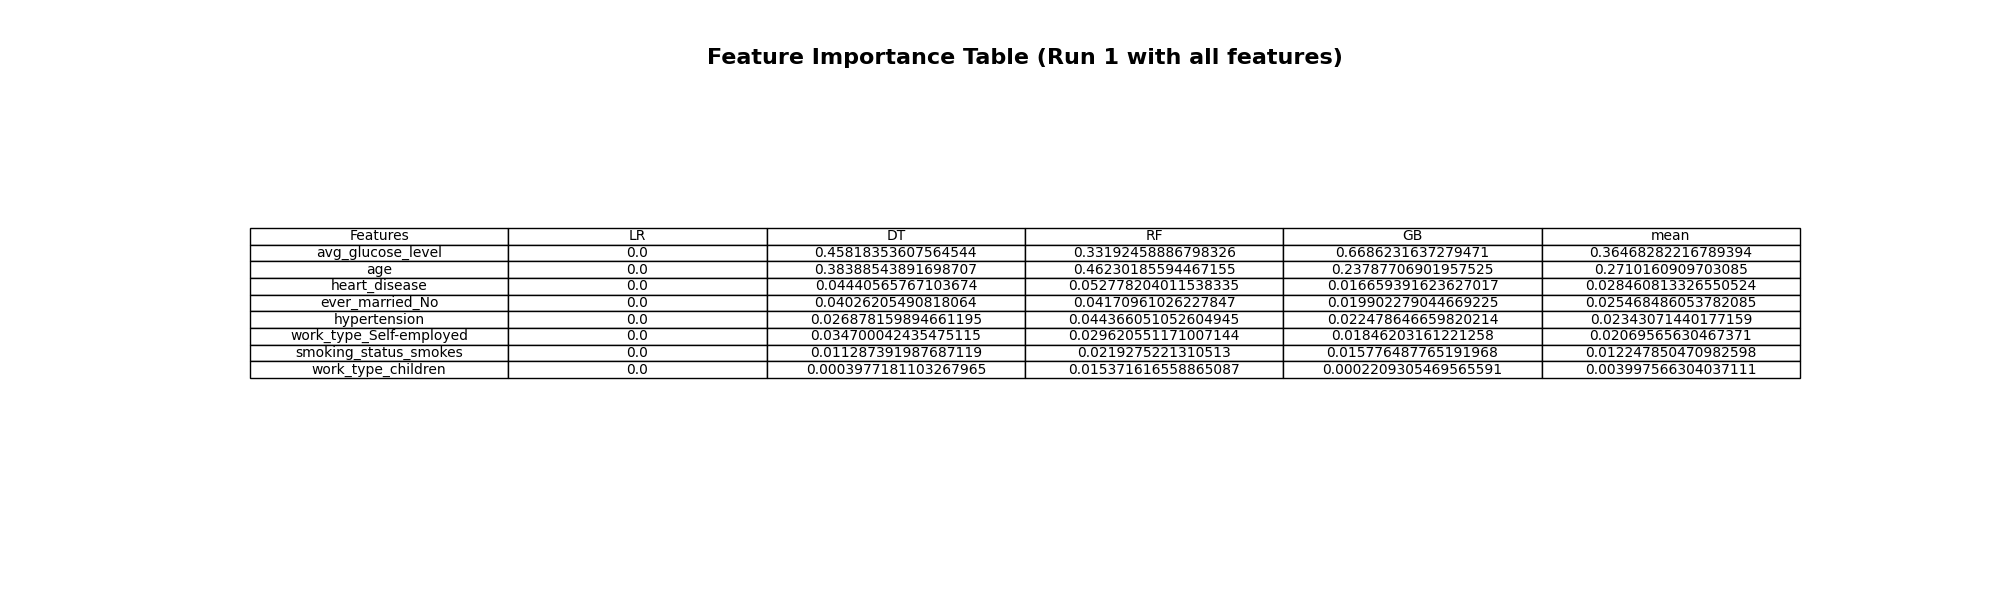 Feature Importance Table (Run 1 with all features)
Features LR DT RF GB mean
avg_glucose_level 0.0 0.45818353607564544 0.33192458886798326 0.6686231637279471 0.36468282216789394
age 0.0 0.38388543891698707 0.46230185594467155 0.23787706901957525 0.2710160909703085
heart_disease 0.0 0.04440565767103674 0.052778204011538335 0.016659391623627017 0.028460813326550524
ever_married_No 0.0 0.04026205490818064 0.04170961026227847 0.019902279044669225 0.025468486053782085
hypertension 0.0 0.026878159894661195 0.044366051052604945 0.022478646659820214 0.02343071440177159
work_type_Self-employed 0.0 0.034700042435475115 0.029620551171007144 0.01846203161221258 0.02069565630467371
smoking_status_smokes 0.0 0.011287391987687119 0.0219275221310513 0.015776487765191968 0.012247850470982598
work_type_children 0.0 0.0003977181103267965 0.015371616558865087 0.0002209305469565591 0.003997566304037111